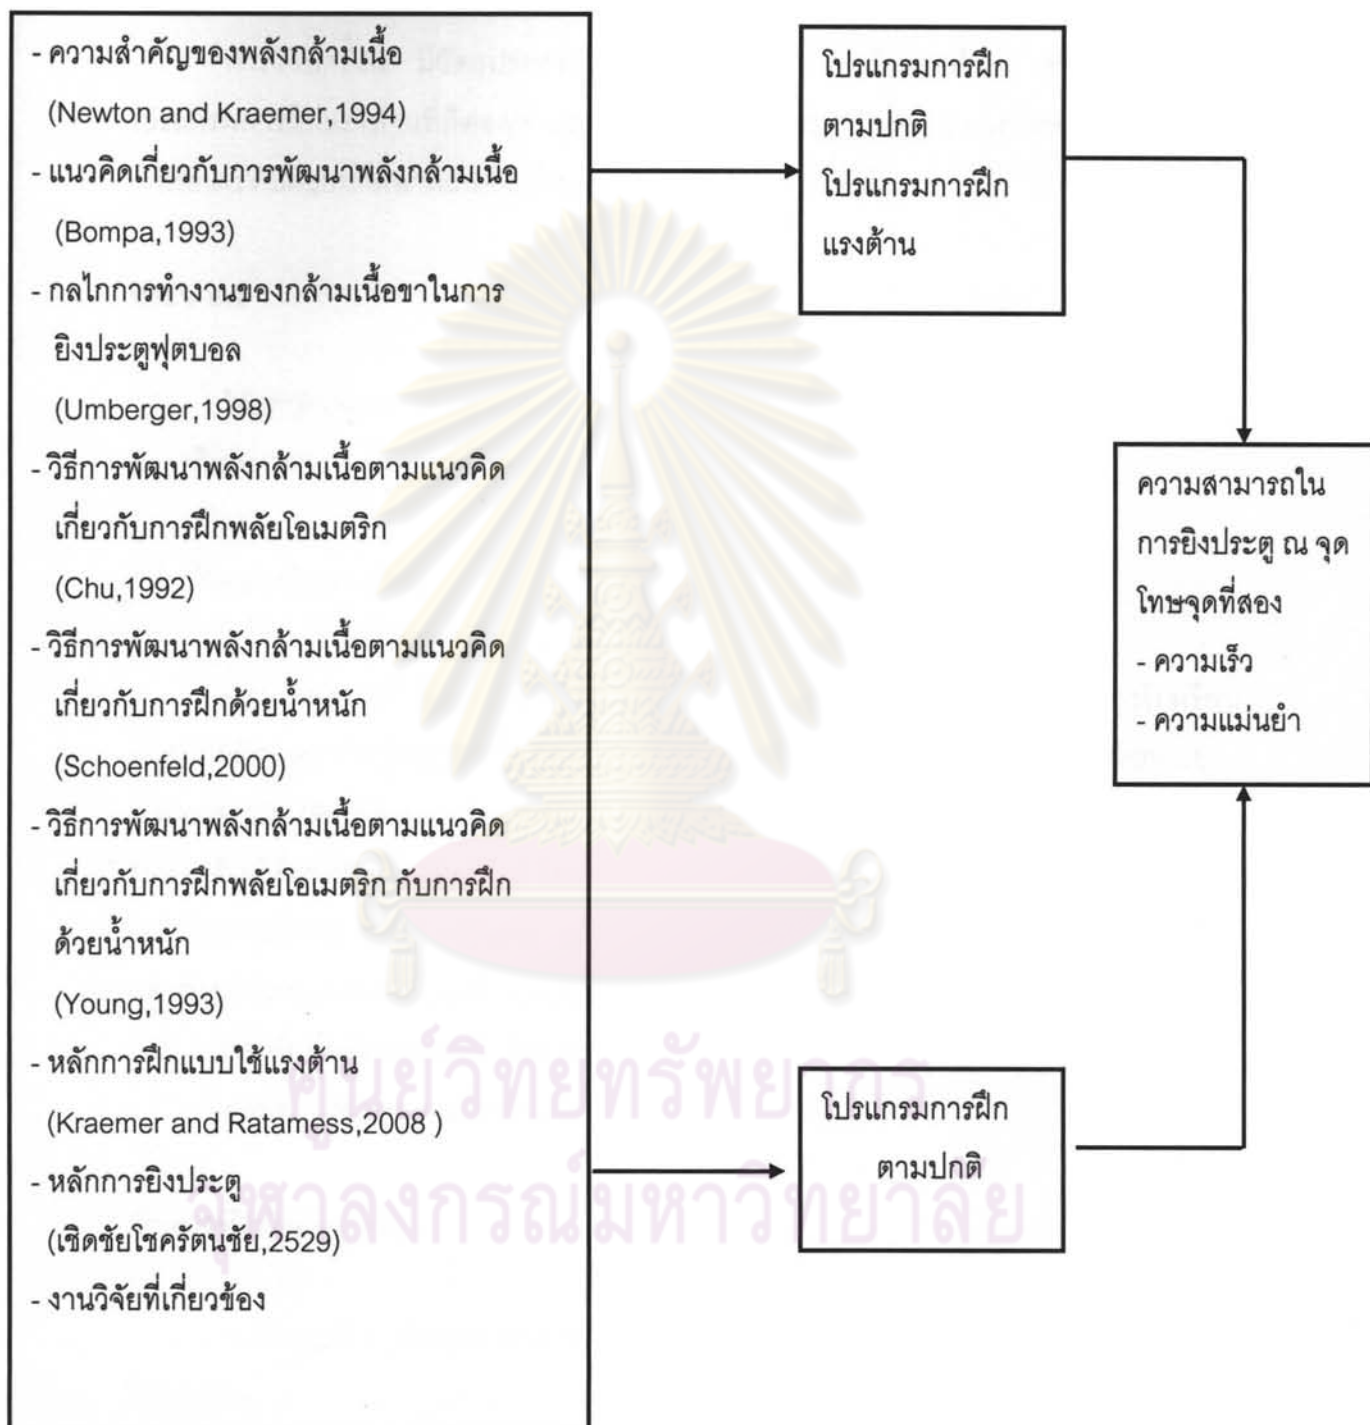 - ความสำคัญของพลังกล้ามเนื้อ
(Newton and Kraemer,1994)
- แนวคิดเกี่ยวกับการพัฒนาพลังกล้ามเนื้อ
(Bompa,1993)
- กลไกการทำงานของกล้ามเนื้อขาในการ
ยิงประตูฟุตบอล
(Umberger,1998)
- วิธีการพัฒนาพลังกล้ามเนื้อตามแนวคิด
เกี่ยวกับการฝึกพลัยโอเมตริก
(Chu,1992)
- วิธีการพัฒนาพลังกล้ามเนื้อตามแนวคิด
เกี่ยวกับการฝึกด้วยน้ำหนัก
(Schoenfeld,2000)
- วิธีการพัฒนาพลังกล้ามเนื้อตามแนวคิด
เกี่ยวกับการฝึกพลัยโอเมตริก กับการฝึก
ด้วยน้ำหนัก
(Young,1993)
- หลักการฝึกแบบใช้แรงต้าน
(Kraemer and Ratamess,2008 )
- หลักการยิงประตู
(เชิดชัยโชครัตนชัย,2529)
- งานวิจัยที่เกี่ยวข้อง
โปรแกรมการฝึก
ตามปกติ
โปรแกรมการฝึก
แรงต้าน
ความสามารถใน
การยิงประตู ณ จุด
โทษจุดที่สอง
- ความเร็ว
- ความแม่นยำ
โปรแกรมการฝึก
ตามปกติ
ศูนย์วิทยทรัพยากร
จุฬาลงกรณ์มหาวิทยาลัย